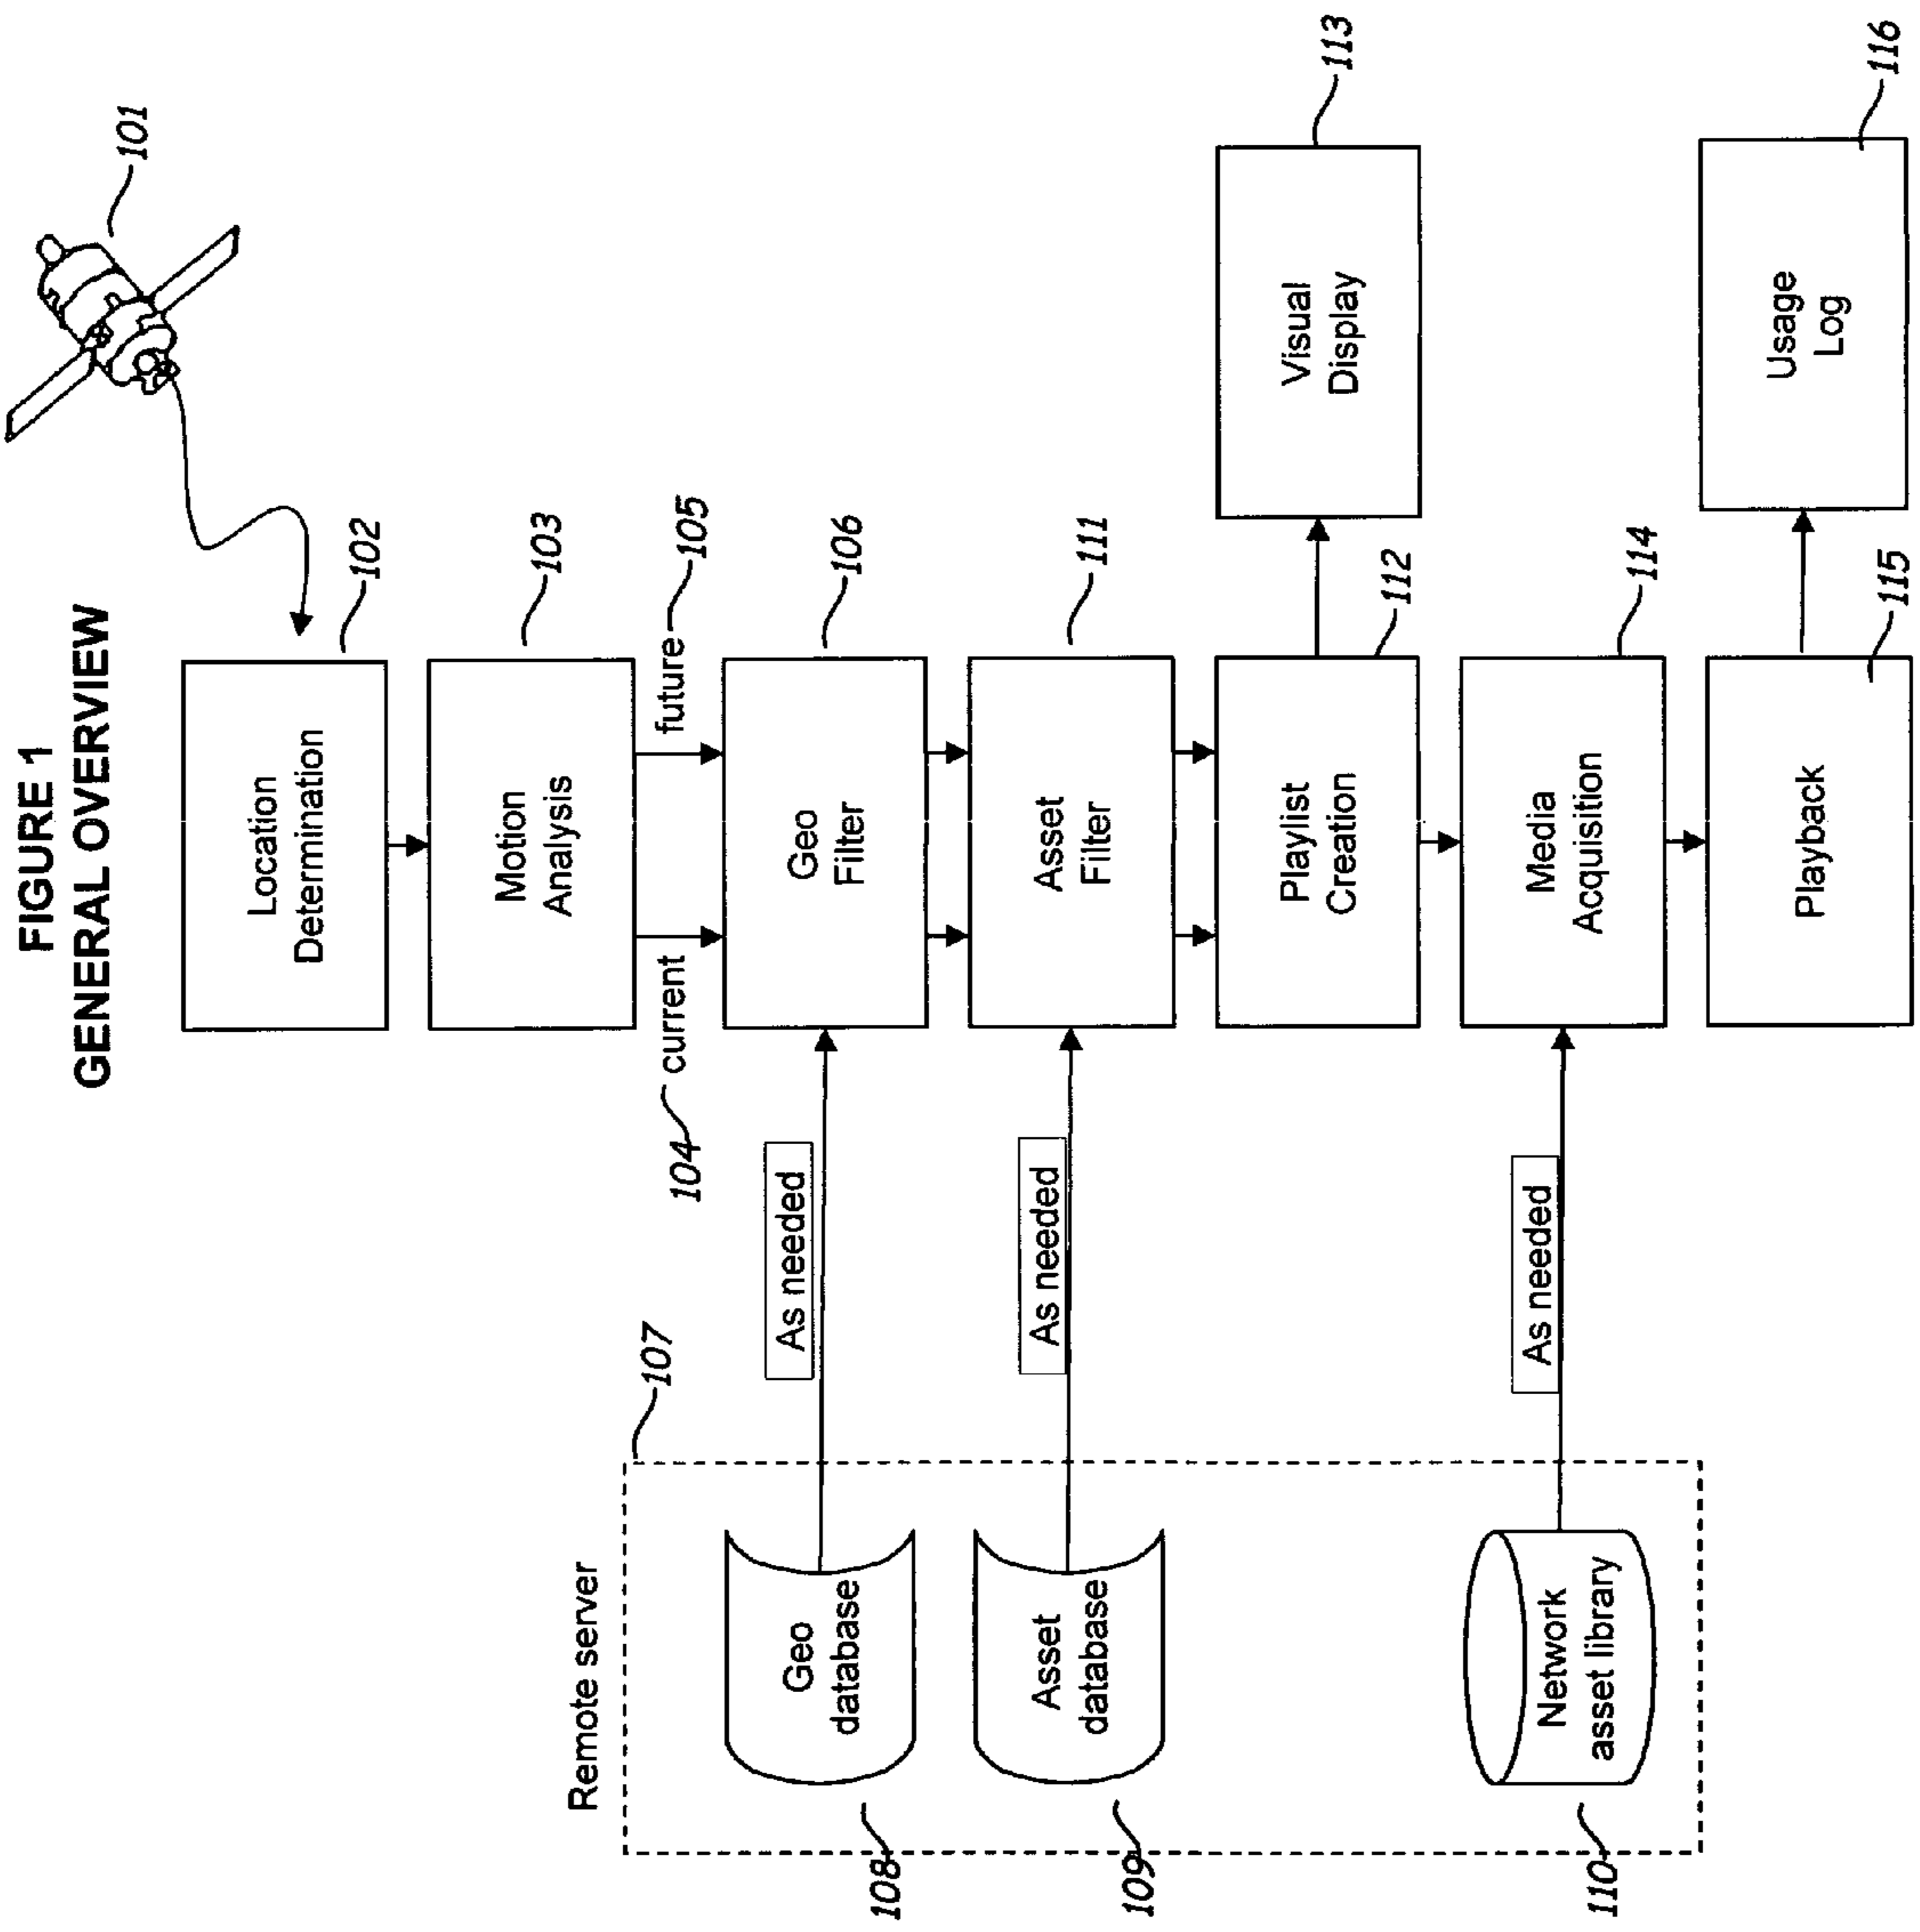 FIGURE 1
GENERAL OVERVIEW
101
Location
Determination
102
Motion
Analysis
103
104
current
future
105
Geo
Filter
106
As needed
Remote server
107
Geo
database
108
Asset
Filter
111
As needed
Asset
database
109
Playlist
Creation
112
Visual
Display
113
Media
Acquisition
114
As needed
Network
asset library
110
Playback
115
Usage
Log
116